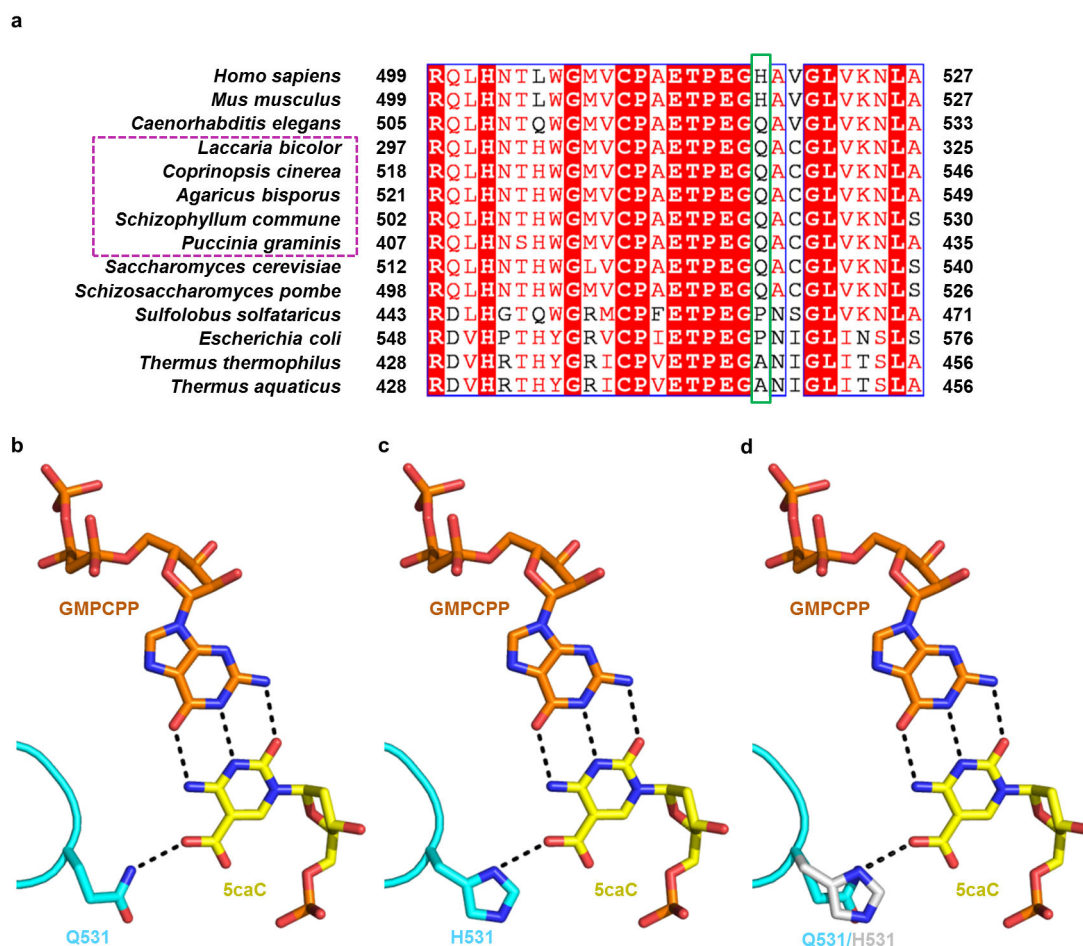 a
Homo sapiens 499 RQLHNTLWGMVCPAETPEGHAVGLVKNLA 527
Mus musculus 499 RQLHNTLWGMVCPAETPEGHAVGLVKNLA 527
Caenorhabditis elegans 505 RQLHNTQWGMVCPAETPEGQAVGLVKNLA 533
Laccaria bicolor 297 RQLHNTHWGMVCPAETPEGQACGLVKNLA 325
Coprinopsis cinerea 518 RQLHNTHWGMVCPAETPEGQACGLVKNLA 546
Agaricus bisporus 521 RQLHNTHWGMVCPAETPEGQACGLVKNLA 549
Schizophyllum commune 502 RQLHNTHWGMVCPAETPEGQACGLVKNLS 530
Puccinia graminis 407 RQLHNSHWGMVCPAETPEGQACGLVKNLA 435
Saccharomyces cerevisiae 512 RQLHNTHWGLVCPAETPEGQACGLVKNLS 540
Schizosaccharomyces pombe 498 RQLHNTHWGMVCPAETPEGQACGLVKNLS 526
Sulfolobus solfataricus 443 RDLHGTQWGRMCPFETPEGPNSGLVKNLA 471
Escherichia coli 548 RDVHPTHYGRVCPIETPEGPNIGLINSLS 576
Thermus thermophilus 428 RDVHRTHYGRICPVETPEGANIGLITSLA 456
Thermus aquaticus 428 RDVHRTHYGRICPVETPEGANIGLITSLA 456
b c d
GMPCPP GMPCPP GMPCPP
5caC 5caC 5caC
Q531 H531 Q531/H531